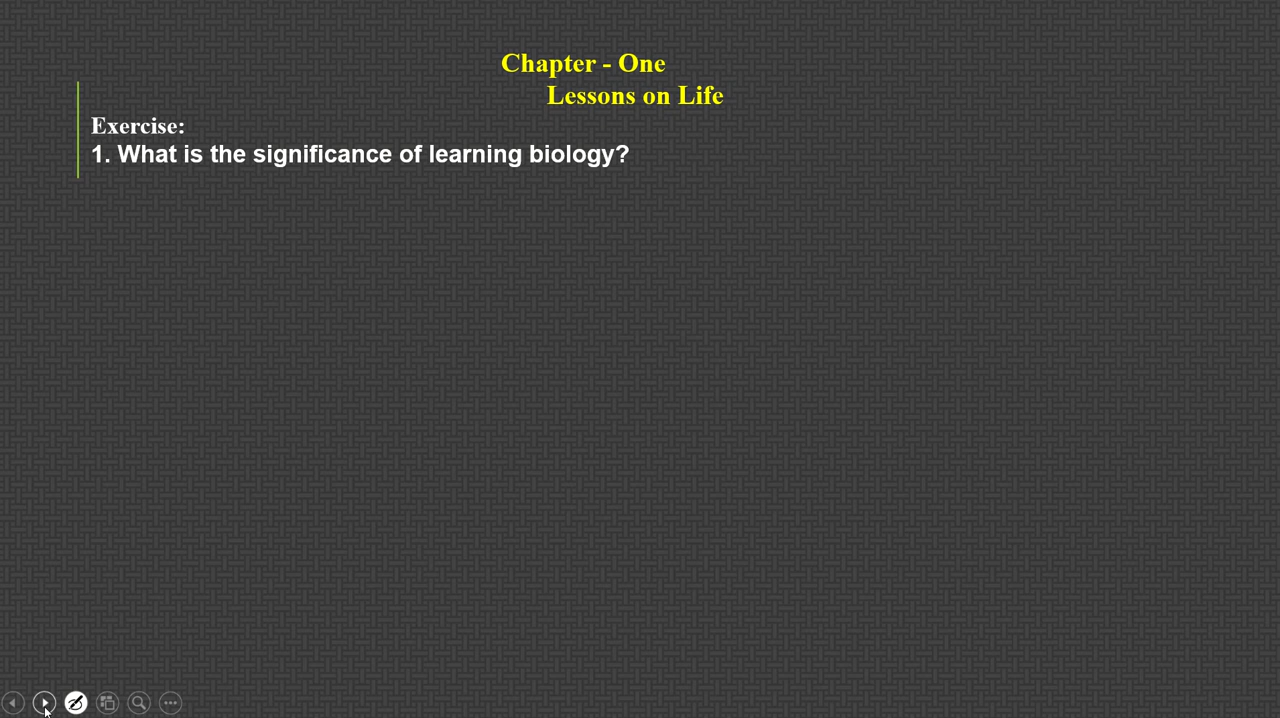 Chapter - One
Lessons on Life
Exercise:
1. What is the significance of learning biology?